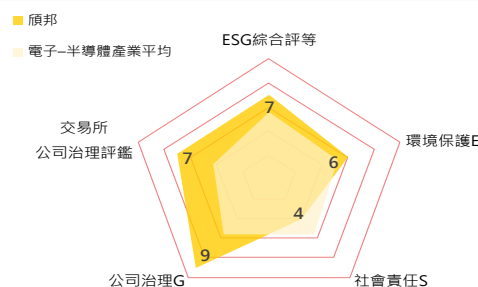 頎邦
電子–半導體產業平均
ESG綜合評等
7
環境保護E
6
交易所
公司治理評鑑
7
4
9
公司治理G
社會責任S